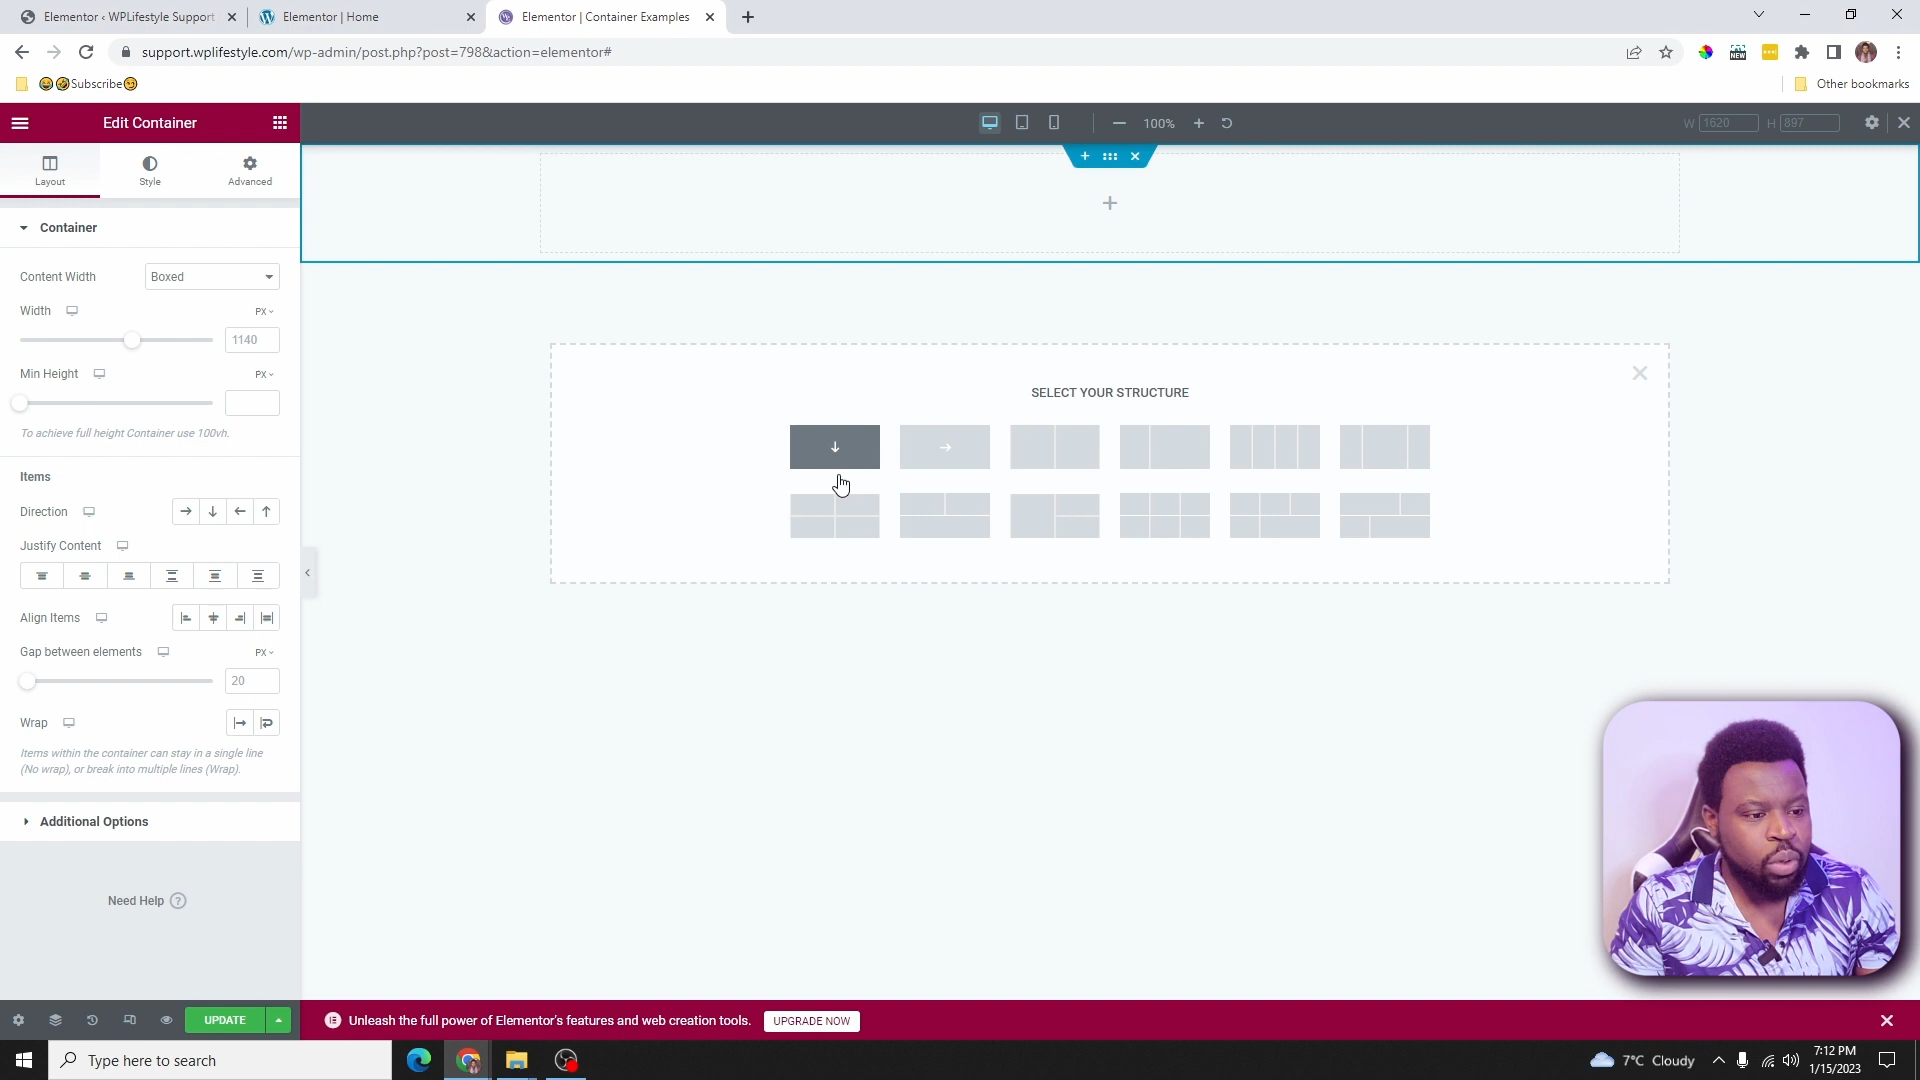 Elementor ‹ WPLifestyle Support
Elementor | Home
Elementor | Container Examples
support.wplifestyle.com/wp-admin/post.php?post=798&action=elementor#
NEW
😂🤣Subscribe😏
Other bookmarks
Edit Container
100%
W 1620 H 897
Layout
Style
Advanced
Container
Content Width
Boxed
Width
PX
1140
Min Height
PX
To achieve full height Container use 100vh.
SELECT YOUR STRUCTURE
Items
Direction
Justify Content
Align Items
Gap between elements
PX
20
Wrap
Items within the container can stay in a single line
(No wrap), or break into multiple lines (Wrap).
Additional Options
Need Help ?
UPDATE
Unleash the full power of Elementor's features and web creation tools.
UPGRADE NOW
Type here to search
7°C Cloudy
7:12 PM
1/15/2023